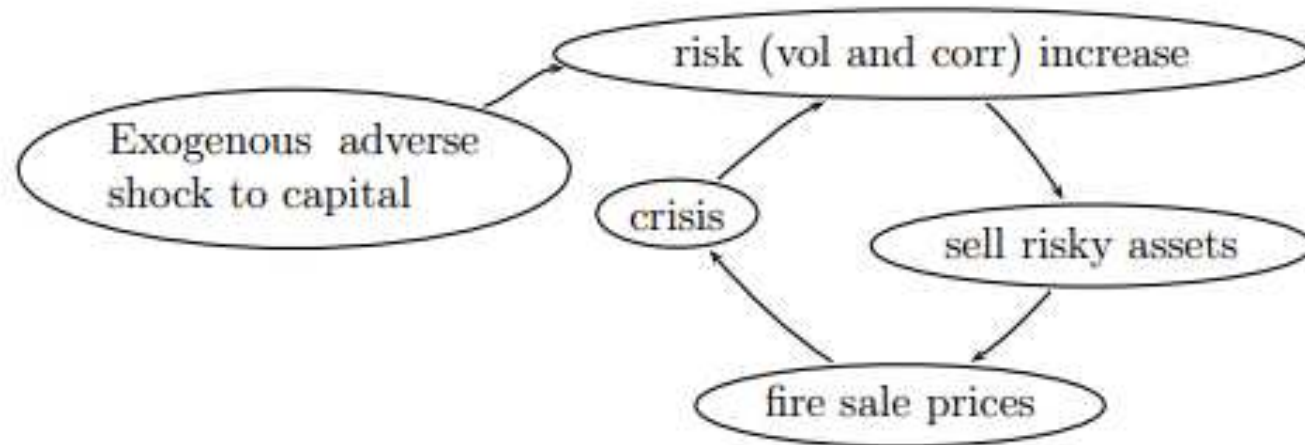 risk (vol and corr) increase
Exogenous adverse
shock to capital
crisis
sell risky assets
fire sale prices